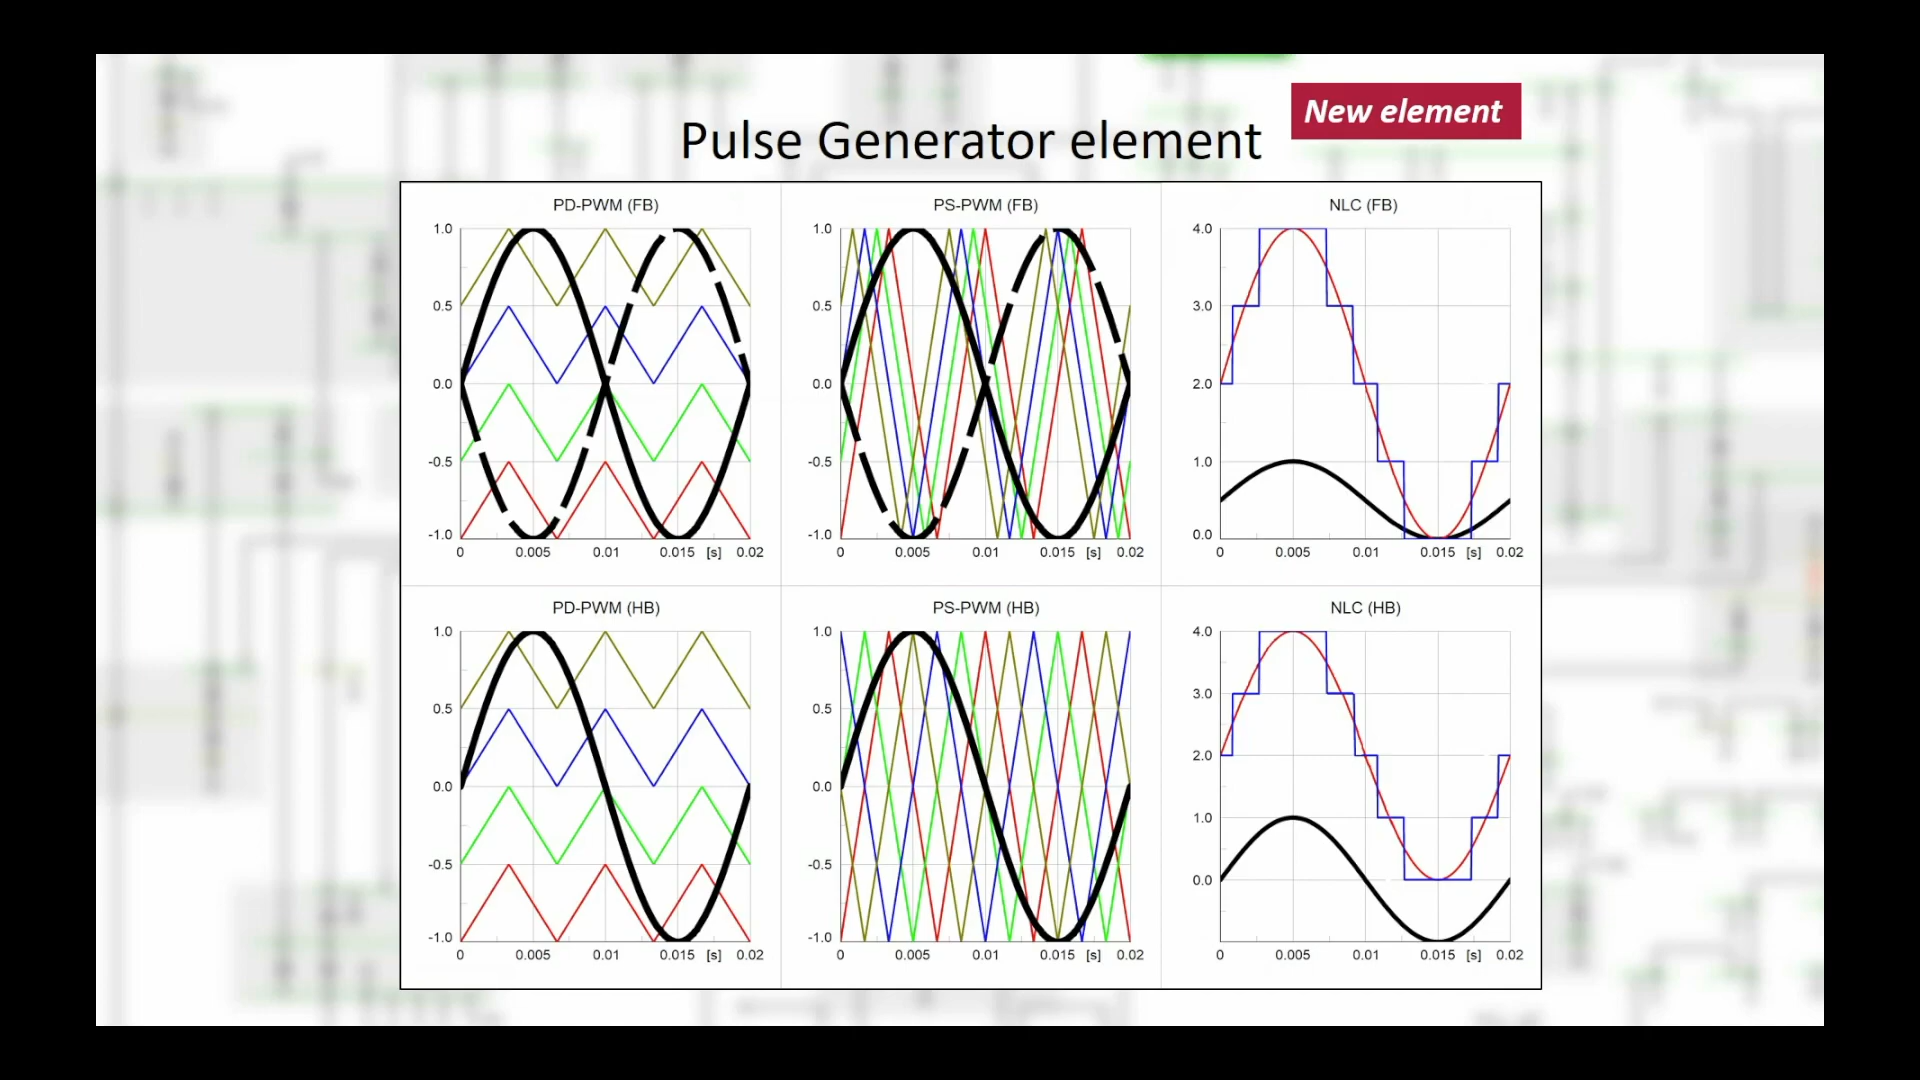 New element
Pulse Generator element
PD-PWM (FB)
1.0
0.5
0.0
-0.5
-1.0
0 0.005 0.01 0.015 [s] 0.02
PS-PWM (FB)
1.0
0.5
0.0
-0.5
-1.0
0 0.005 0.01 0.015 [s] 0.02
NLC (FB)
4.0
3.0
2.0
1.0
0.0
0 0.005 0.01 0.015 [s] 0.02
PD-PWM (HB)
1.0
0.5
0.0
-0.5
-1.0
0 0.005 0.01 0.015 [s] 0.02
PS-PWM (HB)
1.0
0.5
0.0
-0.5
-1.0
0 0.005 0.01 0.015 [s] 0.02
NLC (HB)
4.0
3.0
2.0
1.0
0.0
0 0.005 0.01 0.015 [s] 0.02